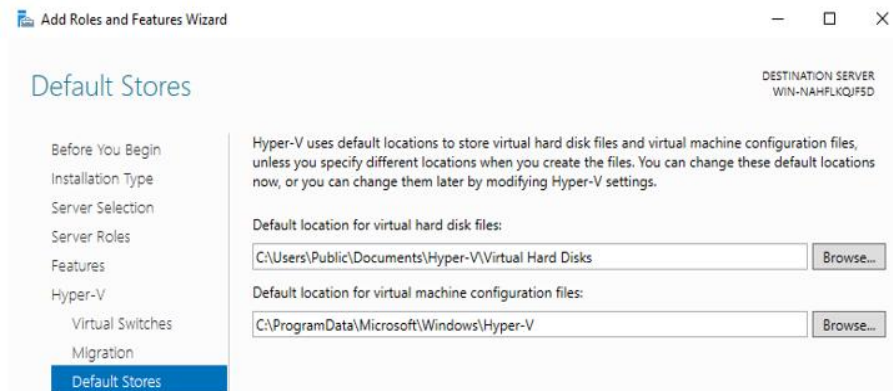 Add Roles and Features Wizard
Default Stores
DESTINATION SERVER
WIN-NAHFLKQJF5D
Before You Begin
Installation Type
Server Selection
Server Roles
Features
Hyper-V
Virtual Switches
Migration
Default Stores
Hyper-V uses default locations to store virtual hard disk files and virtual machine configuration files,
unless you specify different locations when you create the files. You can change these default locations
now, or you can change them later by modifying Hyper-V settings.
Default location for virtual hard disk files:
C:\Users\Public\Documents\Hyper-V\Virtual Hard Disks
Browse...
Default location for virtual machine configuration files:
C:\ProgramData\Microsoft\Windows\Hyper-V
Browse...